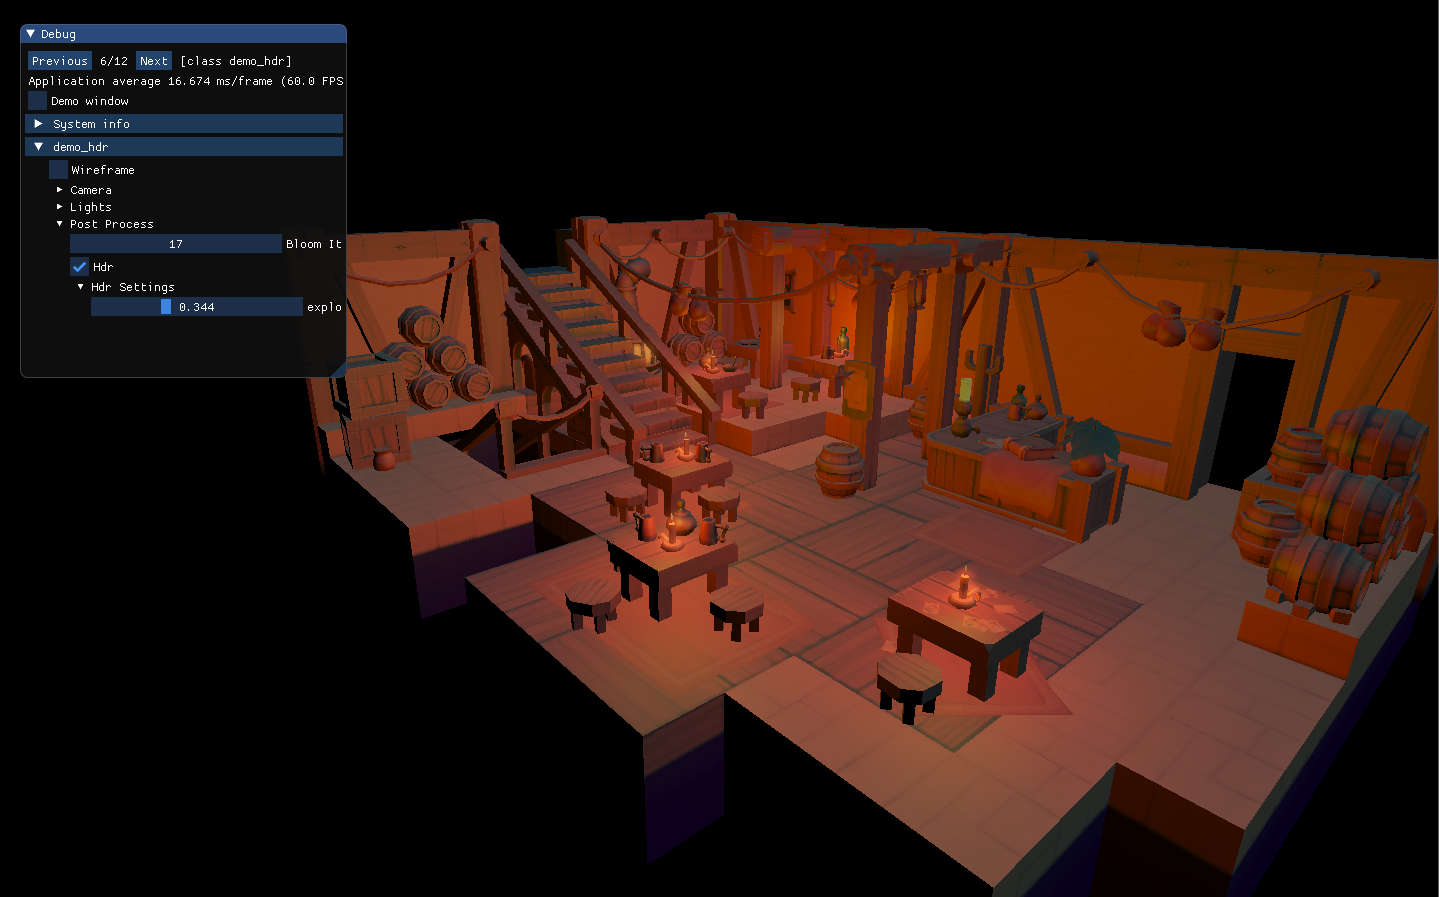 Debug
Previous 6/12 Next [class demo_hdr]
Application average 16.674 ms/frame (60.0 FPS
Demo window
System info
demo_hdr
Wireframe
Camera
Lights
Post Process
17 Bloom It
Hdr
Hdr Settings
0.344 explo